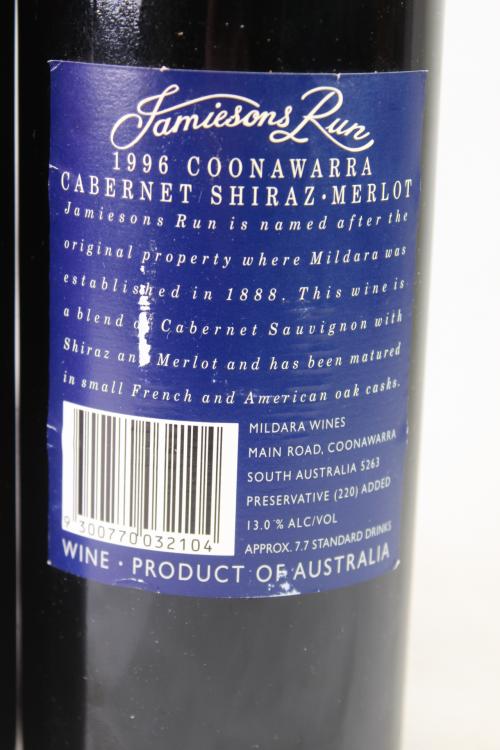 Jamiesons Run
1996 COONAWARRA
CABERNET SHIRAZ·MERLOT
Jamiesons Run is named after the
original property where Mildara was
established in 1888. This wine is
a blend of Cabernet Sauvignon with
Shiraz and Merlot and has been matured
in small French and American oak casks.
MILDARA WINES
MAIN ROAD, COONAWARRA
SOUTH AUSTRALIA 5263
PRESERVATIVE (220) ADDED
13.0 % ALC/VOL
APPROX. 7.7 STANDARD DRINKS
9 300770 032104
WINE · PRODUCT OF AUSTRALIA